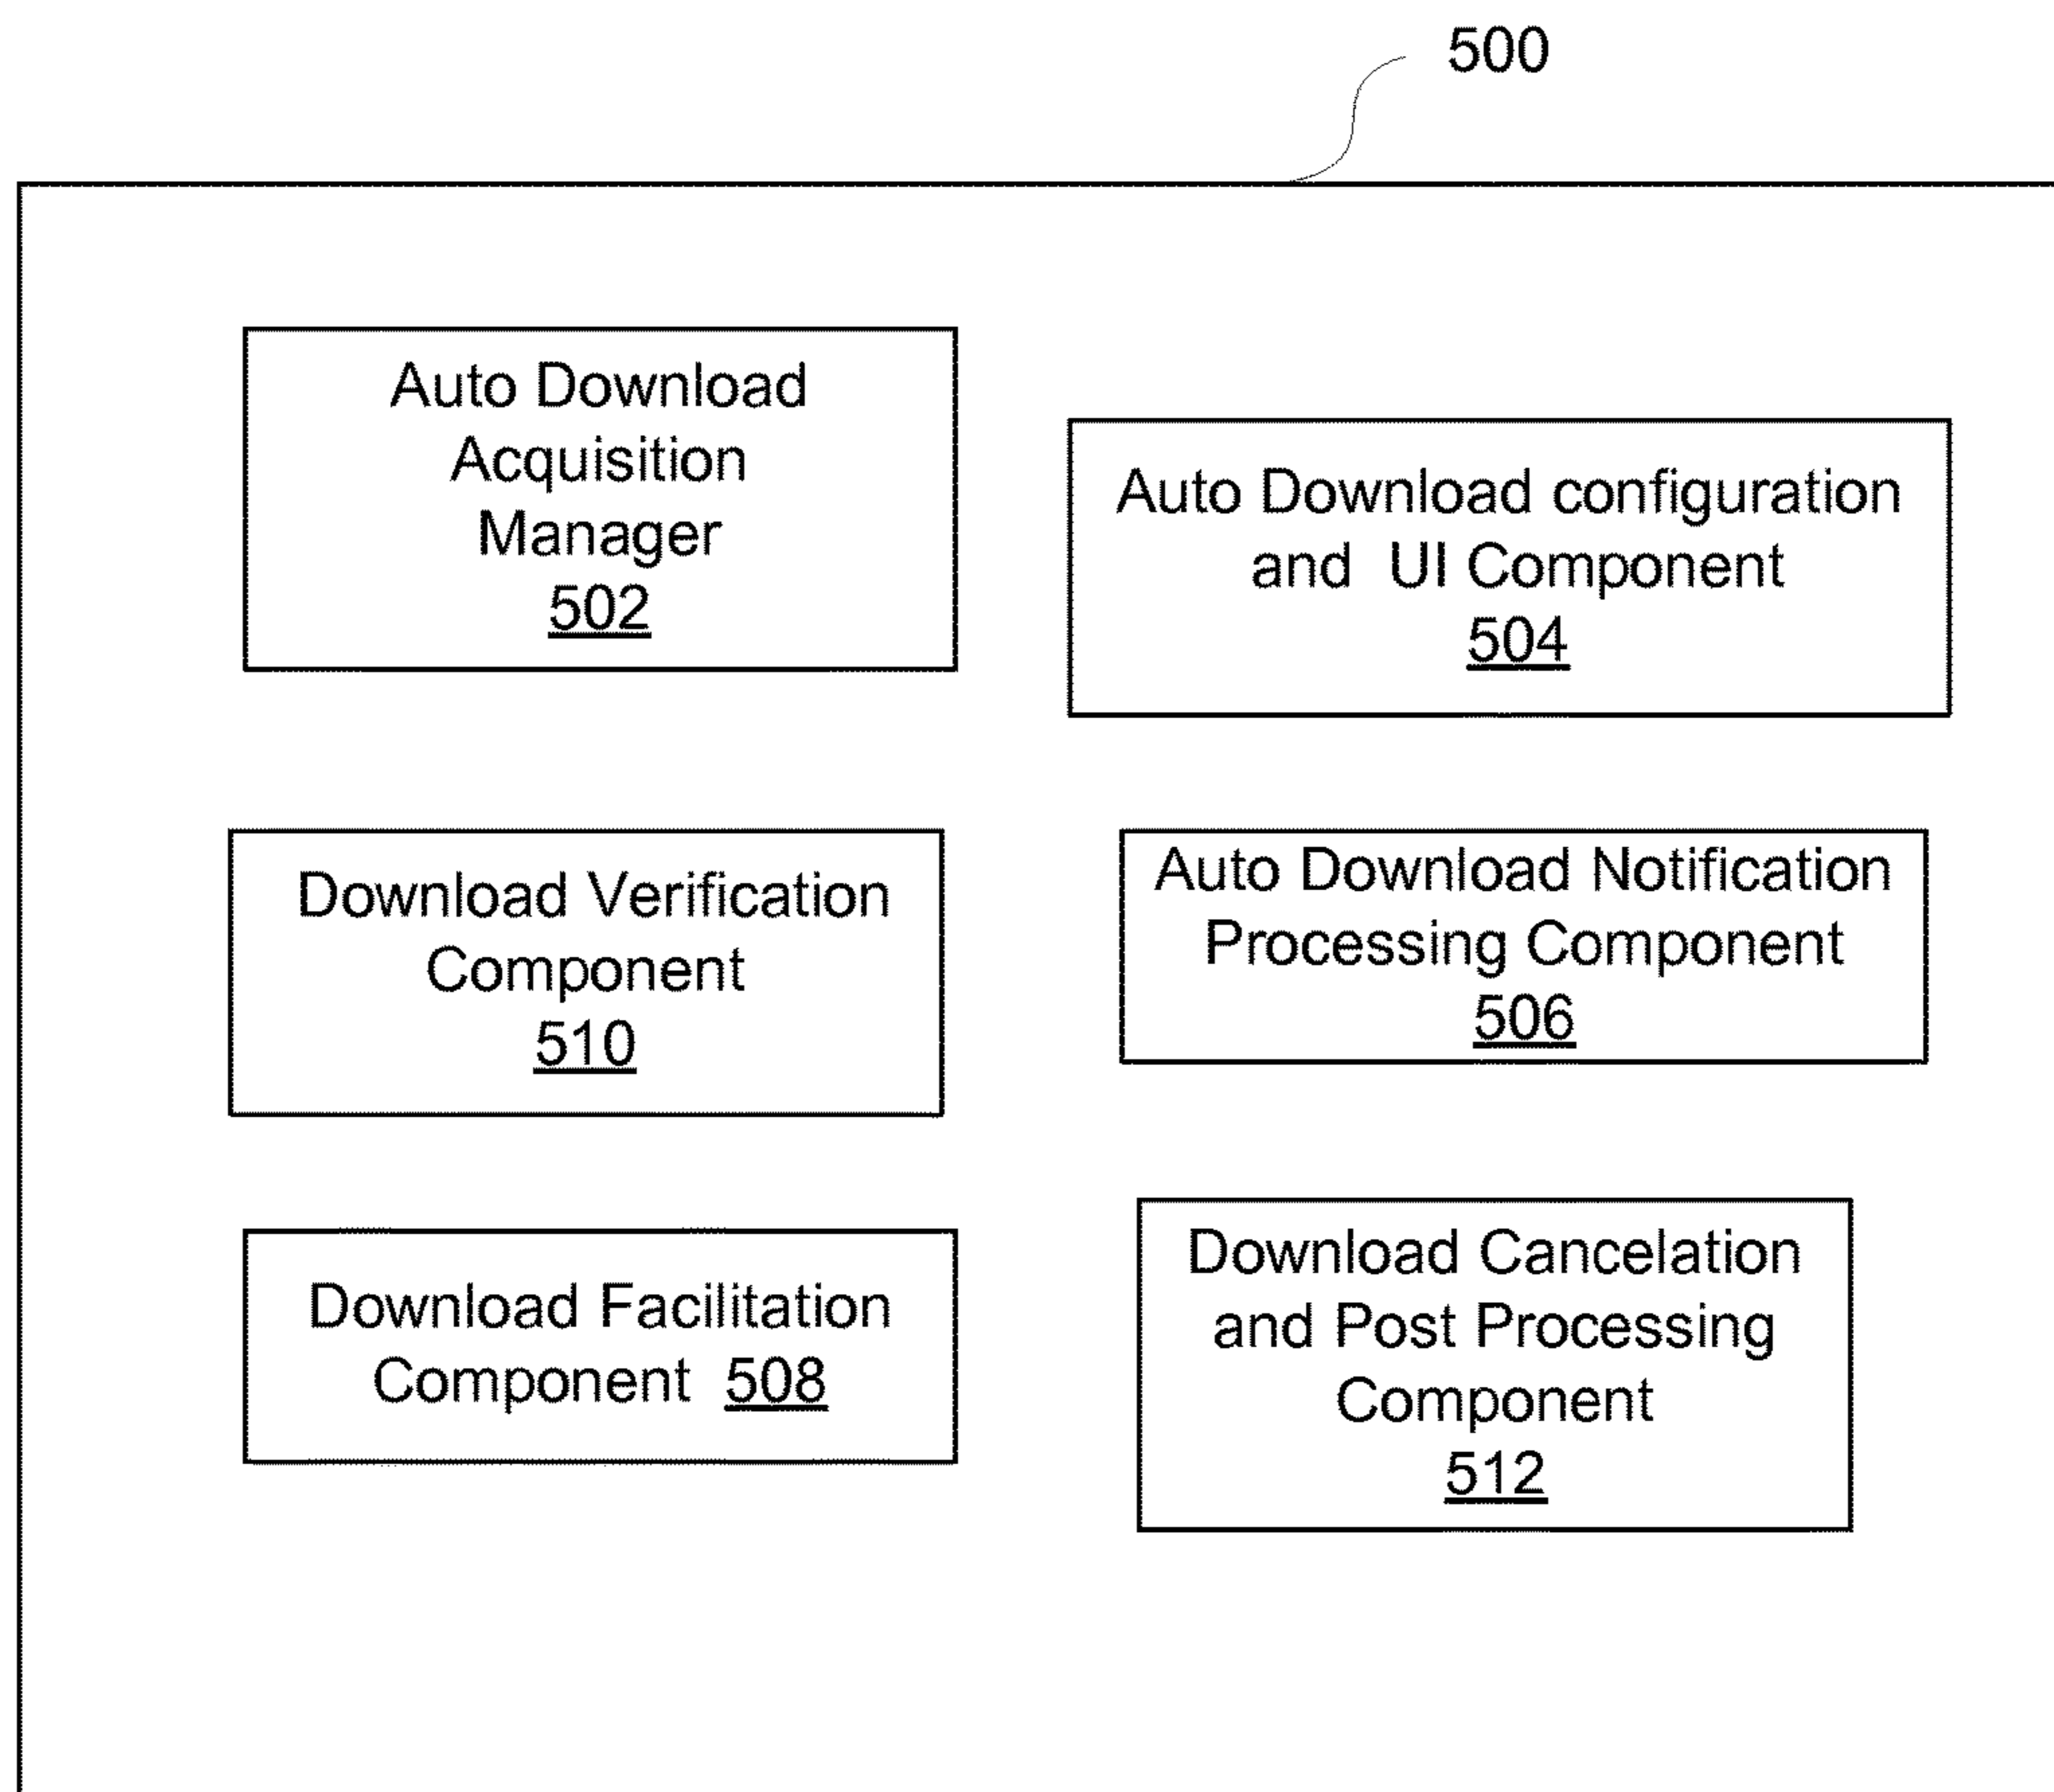 500
Auto Download
Acquisition
Manager
502
Auto Download configuration
and UI Component
504
Download Verification
Component
510
Auto Download Notification
Processing Component
506
Download Facilitation
Component 508
Download Cancelation
and Post Processing
Component
512